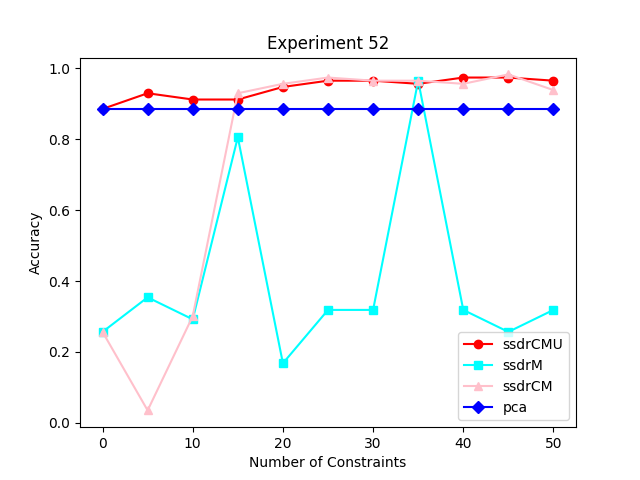 Experiment 52
Accuracy
1.0
0.8
0.6
0.4
0.2
0.0
0 10 20 30 40 50
Number of Constraints
ssdrCMU
ssdrM
ssdrCM
pca